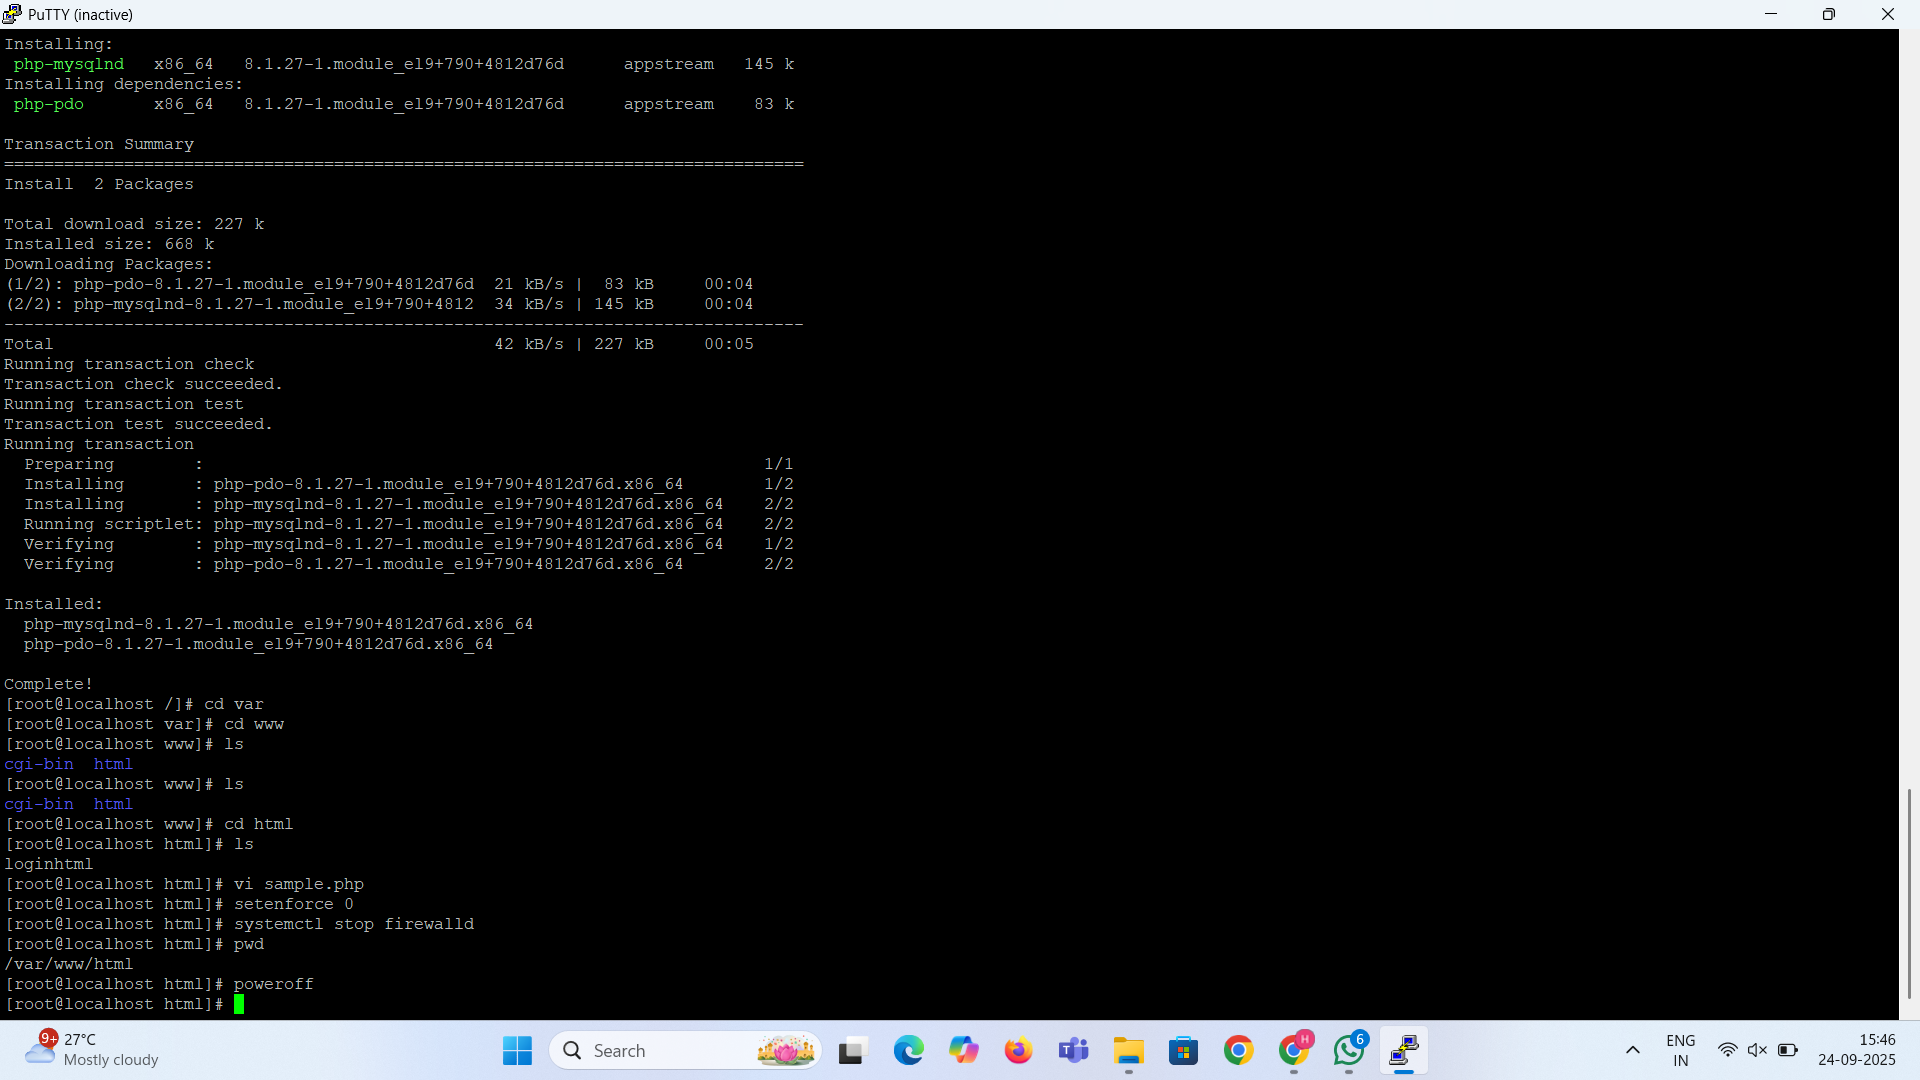 PuTTY (inactive)
Installing:
 php-mysqlnd   x86_64   8.1.27-1.module_el9+790+4812d76d      appstream   145 k
Installing dependencies:
 php-pdo       x86_64   8.1.27-1.module_el9+790+4812d76d      appstream    83 k
Transaction Summary
================================================================================
Install  2 Packages
Total download size: 227 k
Installed size: 668 k
Downloading Packages:
(1/2): php-pdo-8.1.27-1.module_el9+790+4812d76d  21 kB/s |  83 kB     00:04
(2/2): php-mysqlnd-8.1.27-1.module_el9+790+4812  34 kB/s | 145 kB     00:04
--------------------------------------------------------------------------------
Total                                            42 kB/s | 227 kB     00:05
Running transaction check
Transaction check succeeded.
Running transaction test
Transaction test succeeded.
Running transaction
  Preparing        :                                                        1/1
  Installing       : php-pdo-8.1.27-1.module_el9+790+4812d76d.x86_64        1/2
  Installing       : php-mysqlnd-8.1.27-1.module_el9+790+4812d76d.x86_64    2/2
  Running scriptlet: php-mysqlnd-8.1.27-1.module_el9+790+4812d76d.x86_64    2/2
  Verifying        : php-mysqlnd-8.1.27-1.module_el9+790+4812d76d.x86_64    1/2
  Verifying        : php-pdo-8.1.27-1.module_el9+790+4812d76d.x86_64        2/2
Installed:
  php-mysqlnd-8.1.27-1.module_el9+790+4812d76d.x86_64
  php-pdo-8.1.27-1.module_el9+790+4812d76d.x86_64
Complete!
[root@localhost /]# cd var
[root@localhost var]# cd www
[root@localhost www]# ls
cgi-bin  html
[root@localhost www]# ls
cgi-bin  html
[root@localhost www]# cd html
[root@localhost html]# ls
loginhtml
[root@localhost html]# vi sample.php
[root@localhost html]# setenforce 0
[root@localhost html]# systemctl stop firewalld
[root@localhost html]# pwd
/var/www/html
[root@localhost html]# poweroff
[root@localhost html]#
9+ 27°C
Mostly cloudy
Search
H
6
ENG
IN
15:46
24-09-2025